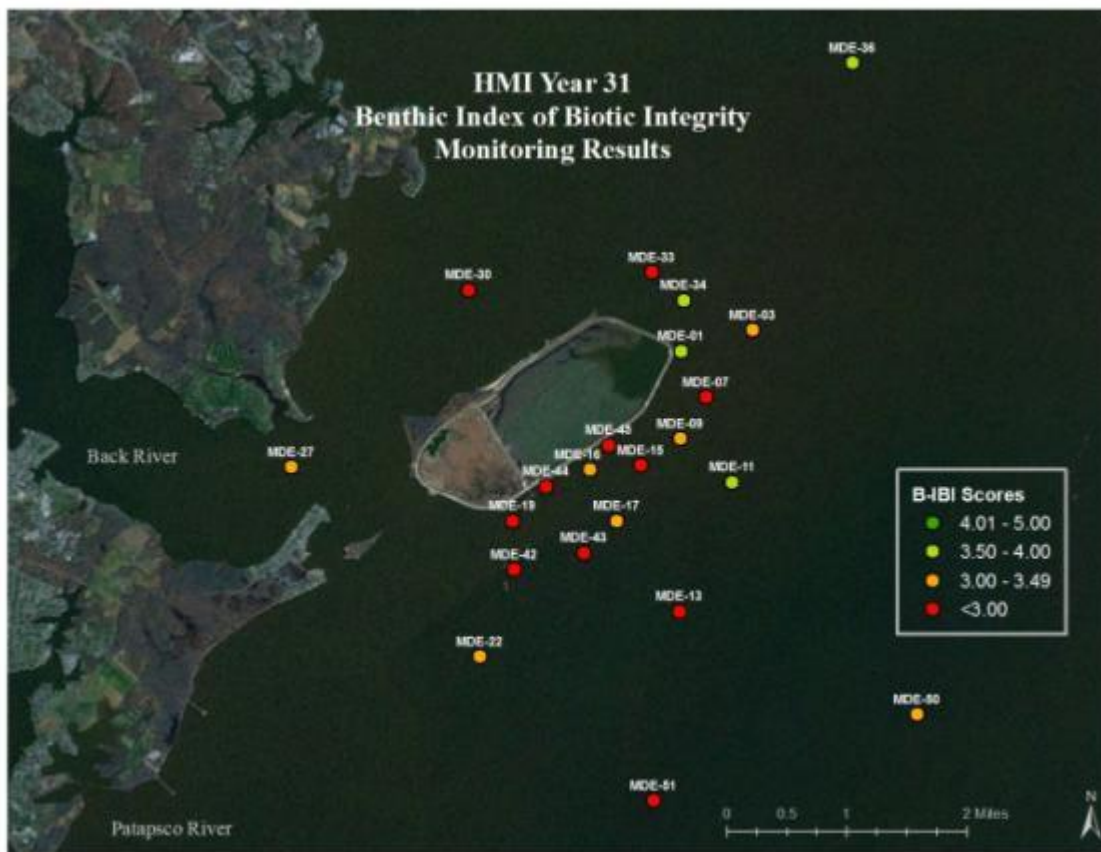 HMI Year 31
Benthic Index of Biotic Integrity
Monitoring Results
MDE-36
MDE-33
MDE-30
MDE-34
MDE-03
MDE-01
MDE-07
MDE-09
MDE-45
MDE-15
MDE-16
MDE-27
Back River
MDE-44
MDE-11
MDE-19
MDE-17
MDE-43
MDE-42
MDE-13
MDE-22
MDE-50
MDE-51
B-IBI Scores
4.01 - 5.00
3.50 - 4.00
3.00 - 3.49
<3.00
Patapsco River
0 0.5 1 2 Miles
N